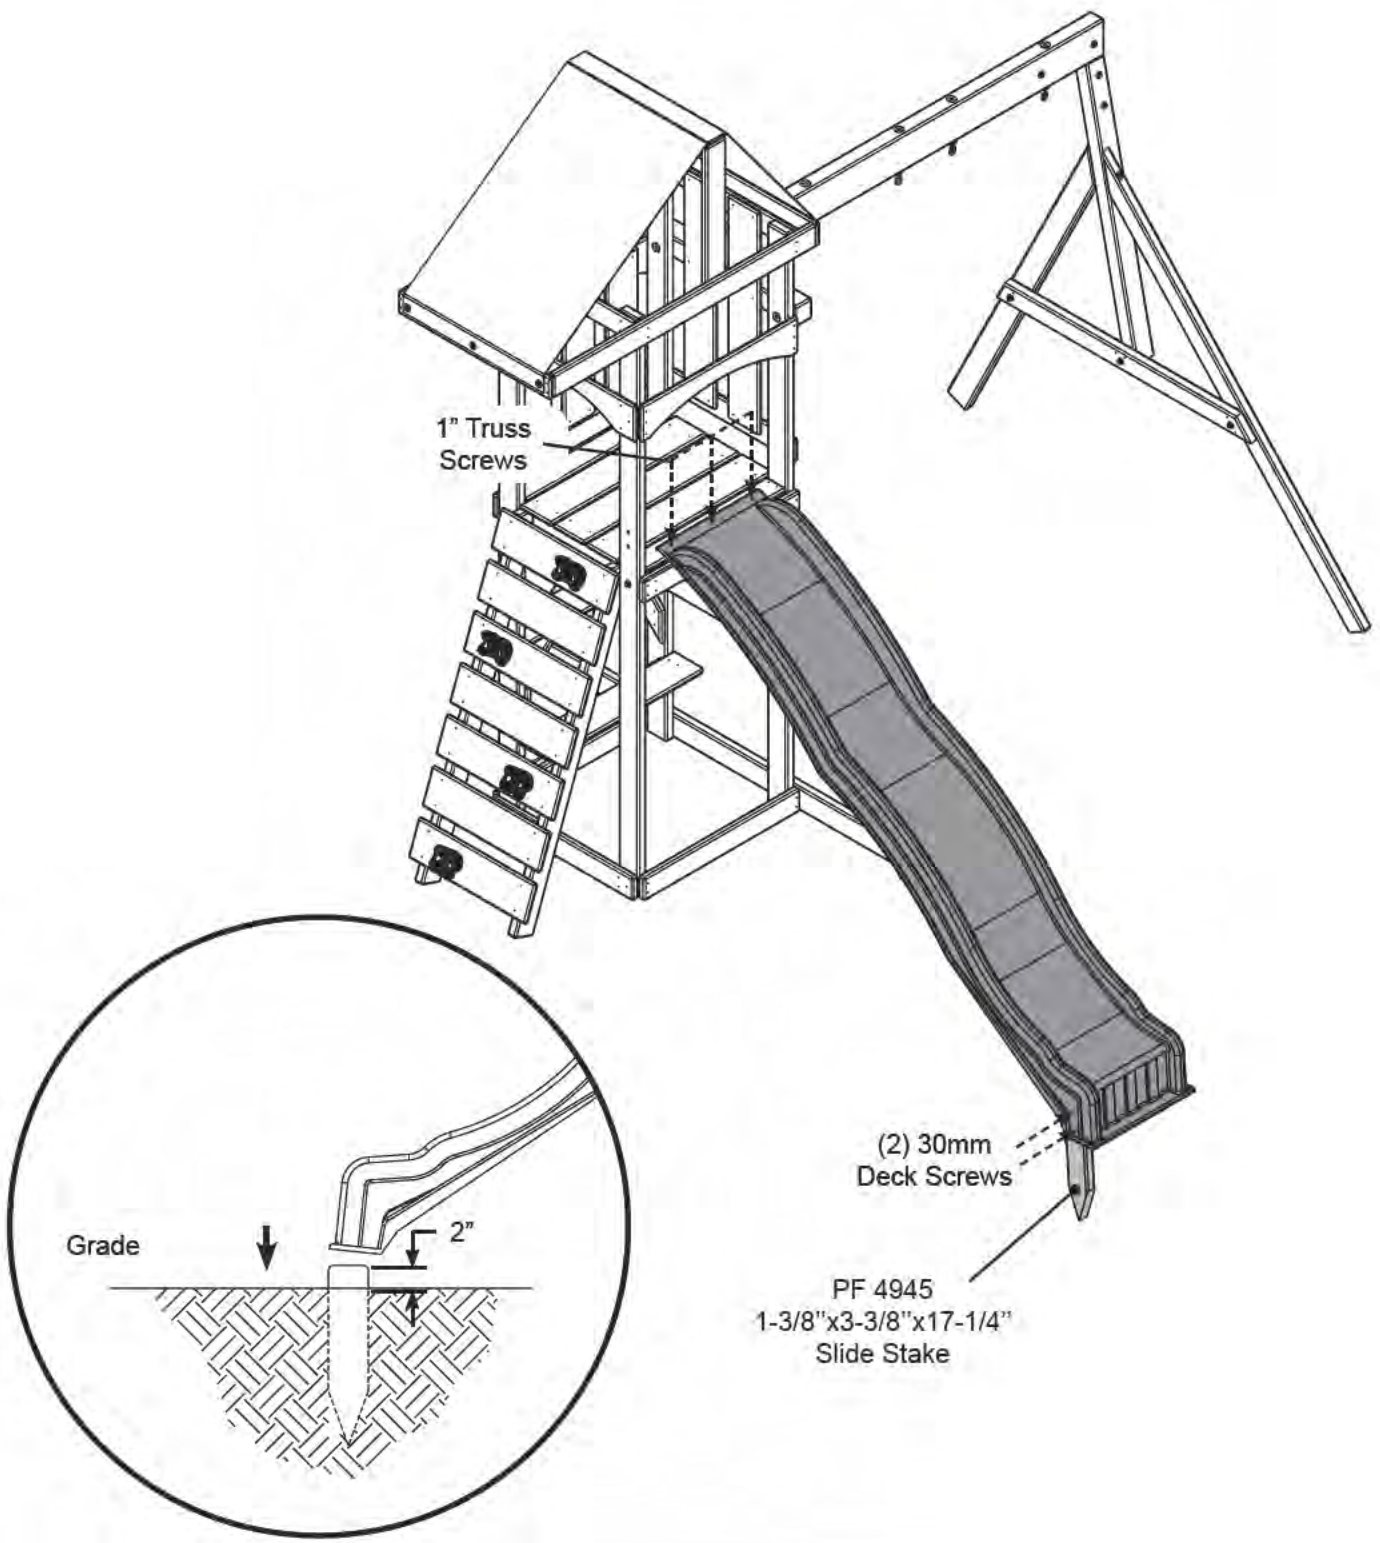 1” Truss
Screws
(2) 30mm
Deck Screws
Grade
2”
PF 4945
1-3/8”x3-3/8”x17-1/4”
Slide Stake